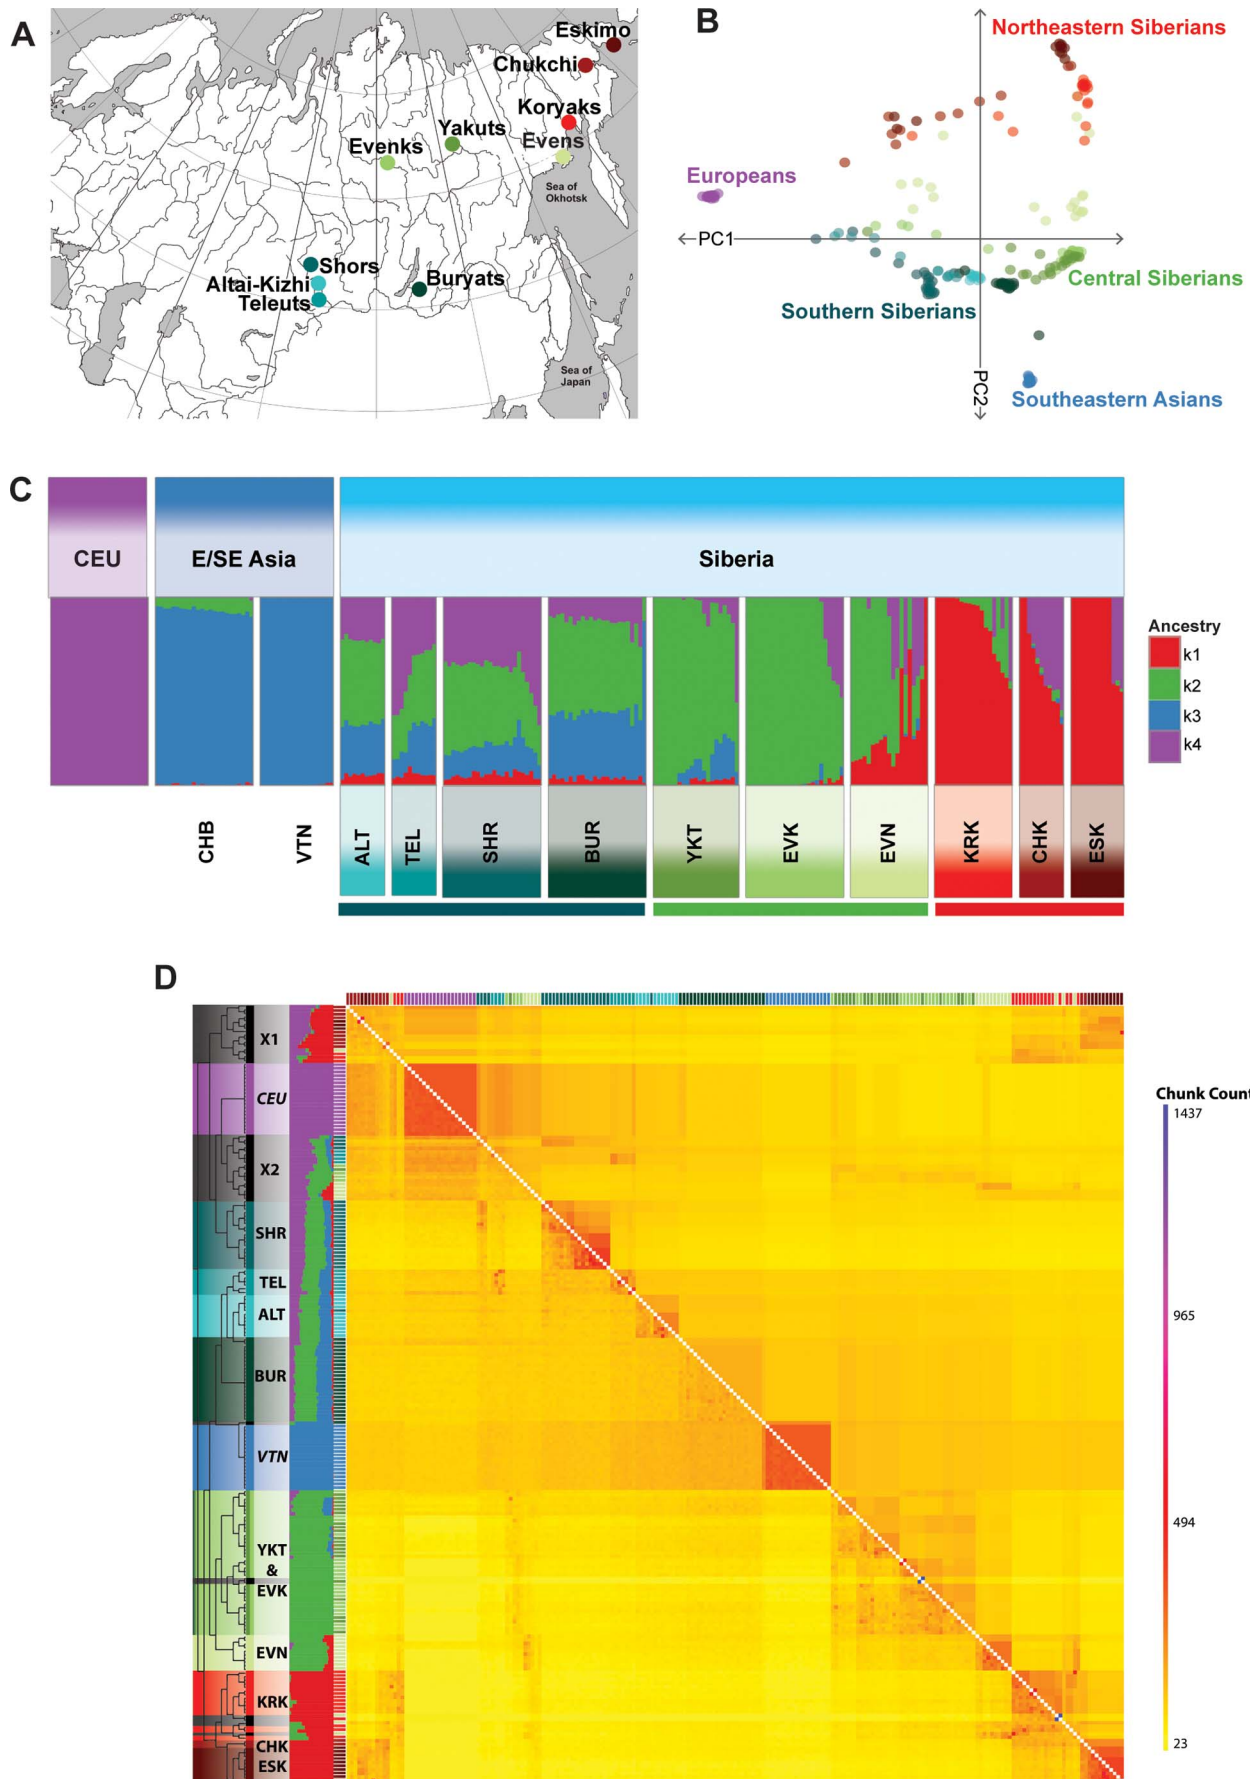 A
Eskimo
Chukchi
Koryaks
Yakuts
Evens
Evenks
Sea of
Okhotsk
Shors
Altai-Kizhi
Teleuts
Buryats
Sea of
Japan
B
Northeastern Siberians
Europeans
PC1
Central Siberians
Southern Siberians
PC2
Southeastern Asians
C
CEU
E/SE Asia
Siberia
Ancestry
k1
k2
k3
k4
CHB
VTN
ALT
TEL
SHR
BUR
YKT
EVK
EVN
KRK
CHK
ESK
D
X1
CEU
X2
SHR
TEL
ALT
BUR
VTN
YKT
&
EVK
EVN
KRK
CHK
ESK
Chunk Count
1437
965
494
23